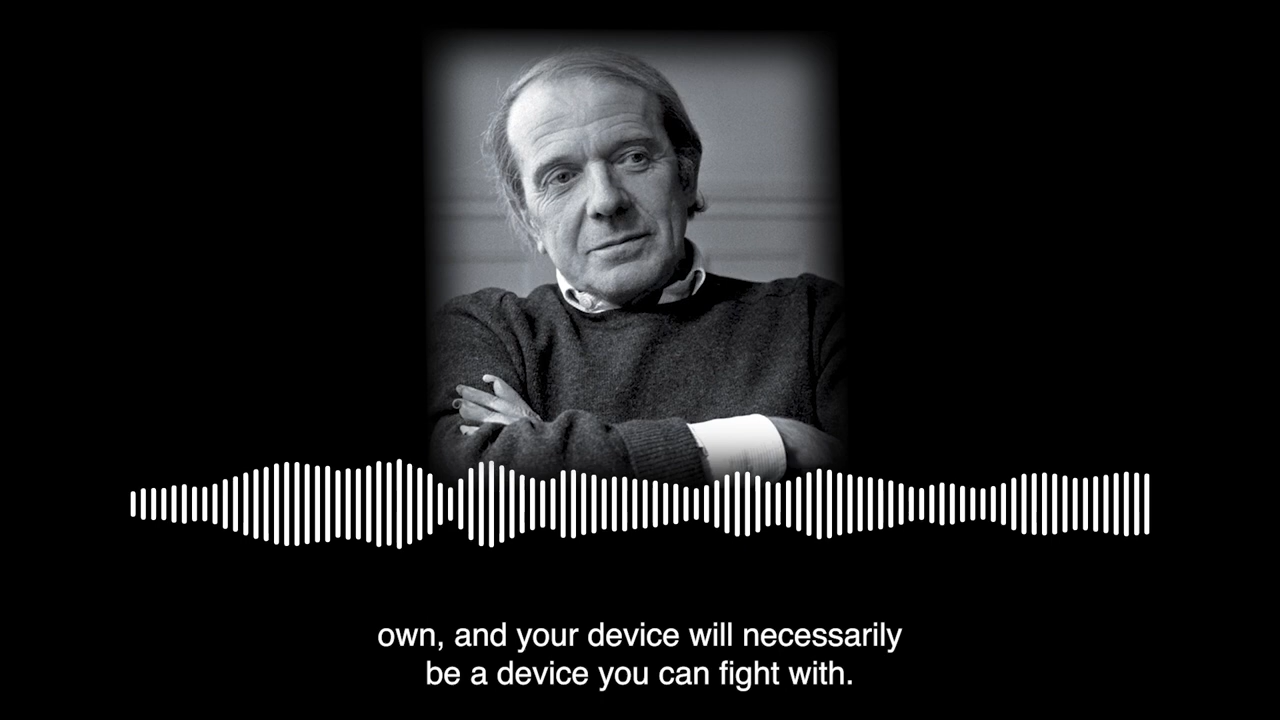 own, and your device will necessarily
be a device you can fight with.